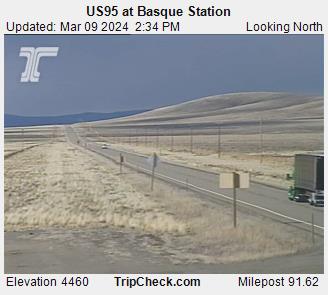 US95 at Basque Station
Updated: Mar 09 2024 2:34 PM Looking North
Elevation 4460 TripCheck.com Milepost 91.62